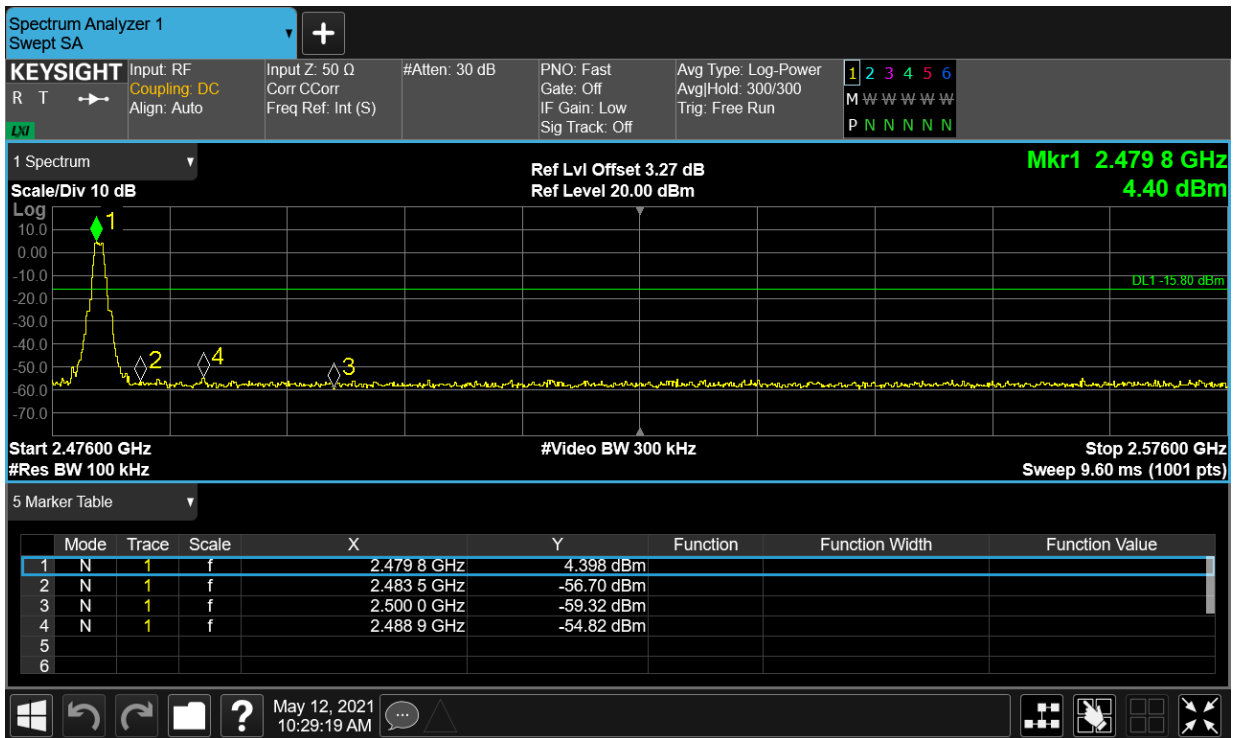 Spectrum Analyzer 1
Swept SA
+
KEYSIGHT
R T
LXI
Input: RF
Coupling: DC
Align: Auto
Input Z: 50 Ω
Corr CCorr
Freq Ref: Int (S)
#Atten: 30 dB
PNO: Fast
Gate: Off
IF Gain: Low
Sig Track: Off
Avg Type: Log-Power
Avg|Hold: 300/300
Trig: Free Run
1 2 3 4 5 6
M W W W W W
P N N N N N
1 Spectrum
Scale/Div 10 dB
Ref Lvl Offset 3.27 dB
Ref Level 20.00 dBm
Mkr1 2.479 8 GHz
4.40 dBm
Log
10.0
0.00
-10.0
-20.0
-30.0
-40.0
-50.0
-60.0
-70.0
1
2
4
3
DL1 -15.80 dBm
Start 2.47600 GHz
#Video BW 300 kHz
Stop 2.57600 GHz
#Res BW 100 kHz
Sweep 9.60 ms (1001 pts)
5 Marker Table
Mode Trace Scale X Y Function Function Width Function Value
1 N 1 f 2.479 8 GHz 4.398 dBm
2 N 1 f 2.483 5 GHz -56.70 dBm
3 N 1 f 2.500 0 GHz -59.32 dBm
4 N 1 f 2.488 9 GHz -54.82 dBm
5
6
?
May 12, 2021
10:29:19 AM